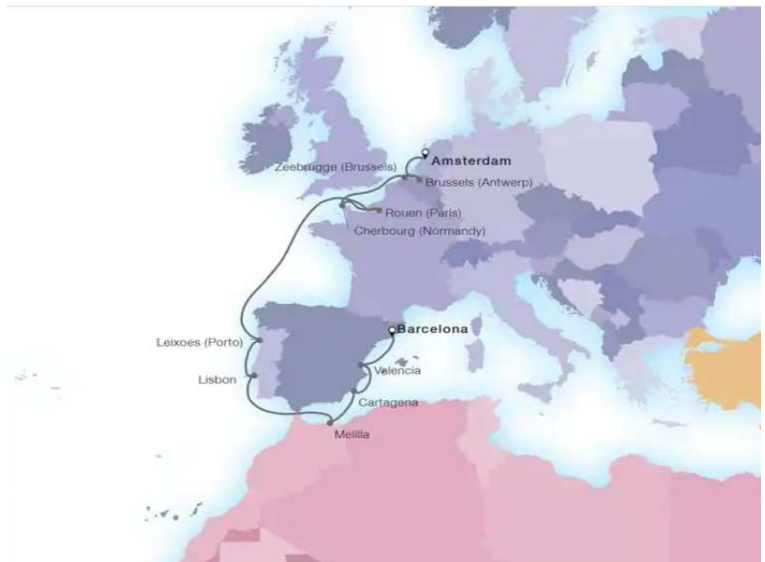 Amsterdam
Zeebrugge (Brussels)
Brussels (Antwerp)
Rouen (Paris)
Cherbourg (Normandy)
Barcelona
Leixoes (Porto)
Valencia
Lisbon
Cartagena
Melilla